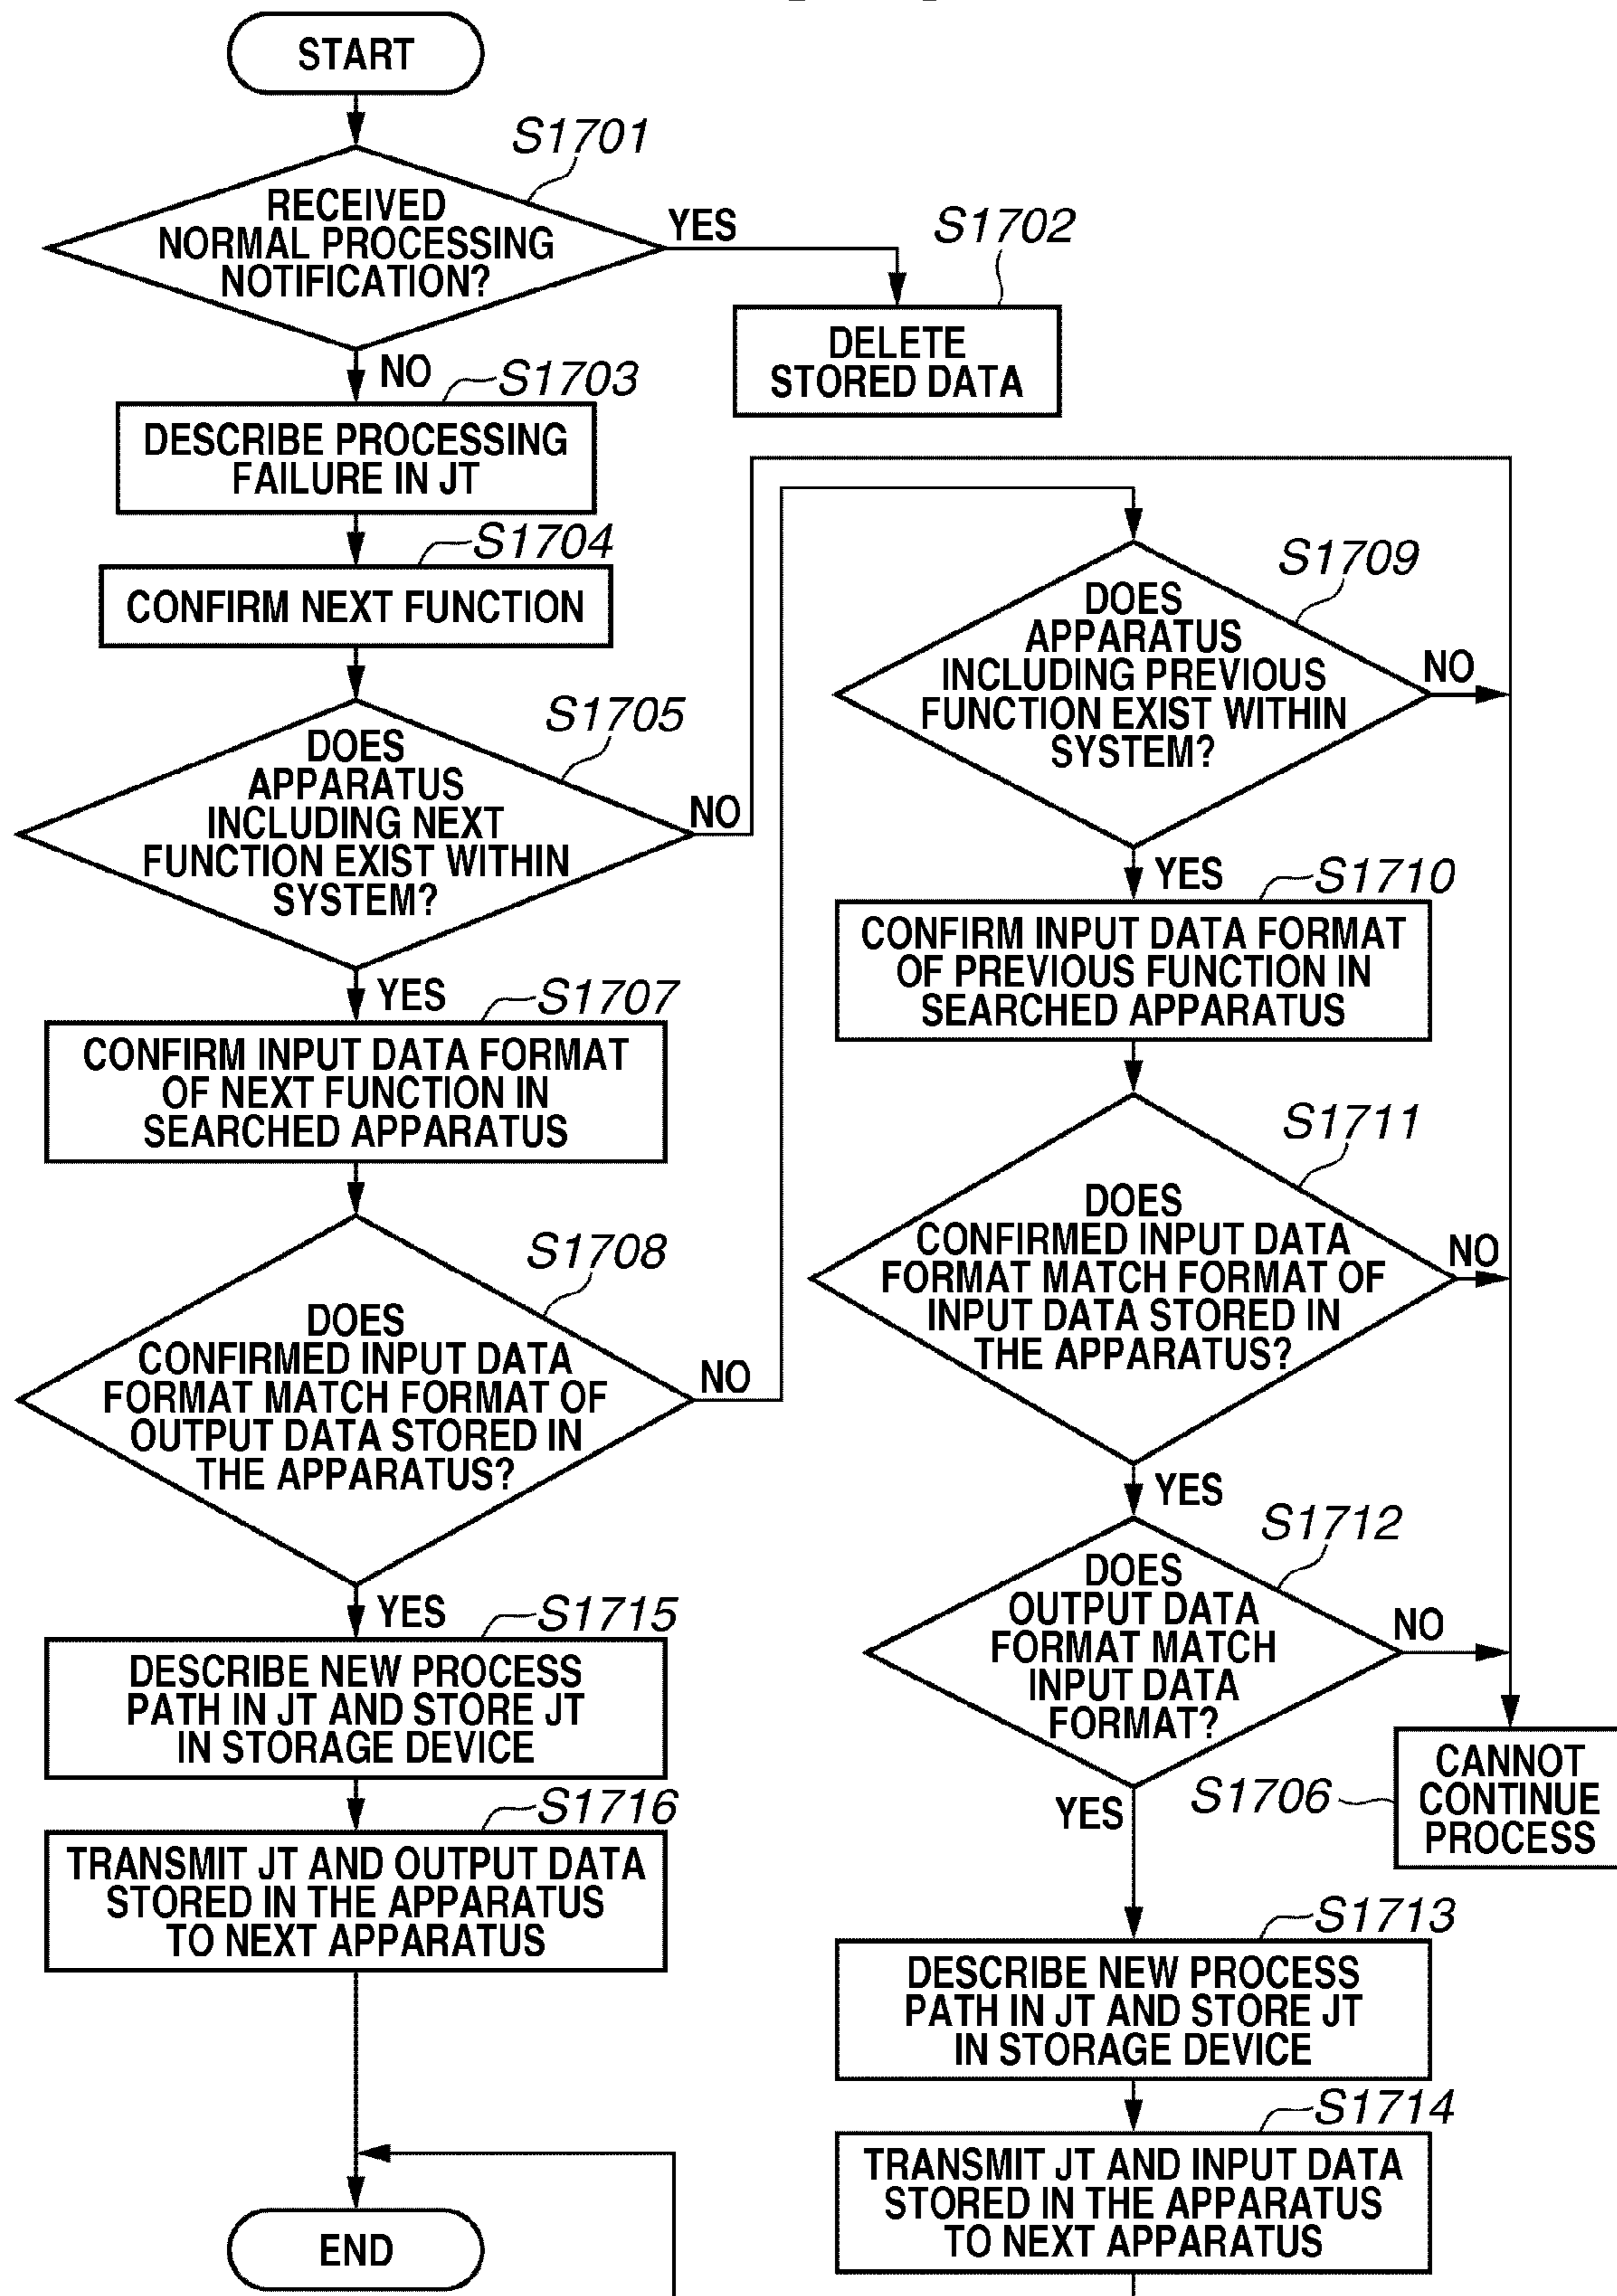 START
S1701
RECEIVED
NORMAL PROCESSING
NOTIFICATION?
YES
S1702
DELETE
STORED DATA
NO
S1703
DESCRIBE PROCESSING
FAILURE IN JT
S1704
CONFIRM NEXT FUNCTION
S1705
DOES
APPARATUS
INCLUDING NEXT
FUNCTION EXIST WITHIN
SYSTEM?
NO
YES
S1707
CONFIRM INPUT DATA FORMAT
OF NEXT FUNCTION IN
SEARCHED APPARATUS
S1708
DOES
CONFIRMED INPUT DATA
FORMAT MATCH FORMAT OF
OUTPUT DATA STORED IN
THE APPARATUS?
NO
YES
S1715
DESCRIBE NEW PROCESS
PATH IN JT AND STORE JT
IN STORAGE DEVICE
S1716
TRANSMIT JT AND OUTPUT DATA
STORED IN THE APPARATUS
TO NEXT APPARATUS
END
S1709
DOES
APPARATUS
INCLUDING PREVIOUS
FUNCTION EXIST WITHIN
SYSTEM?
NO
YES
S1710
CONFIRM INPUT DATA FORMAT
OF PREVIOUS FUNCTION IN
SEARCHED APPARATUS
S1711
DOES
CONFIRMED INPUT DATA
FORMAT MATCH FORMAT OF
INPUT DATA STORED IN
THE APPARATUS?
NO
YES
S1712
DOES
OUTPUT DATA
FORMAT MATCH
INPUT DATA
FORMAT?
NO
YES
S1706
CANNOT
CONTINUE
PROCESS
S1713
DESCRIBE NEW PROCESS
PATH IN JT AND STORE JT
IN STORAGE DEVICE
S1714
TRANSMIT JT AND INPUT DATA
STORED IN THE APPARATUS
TO NEXT APPARATUS